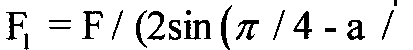 F₁ = F / (2sin(π / 4 - a /